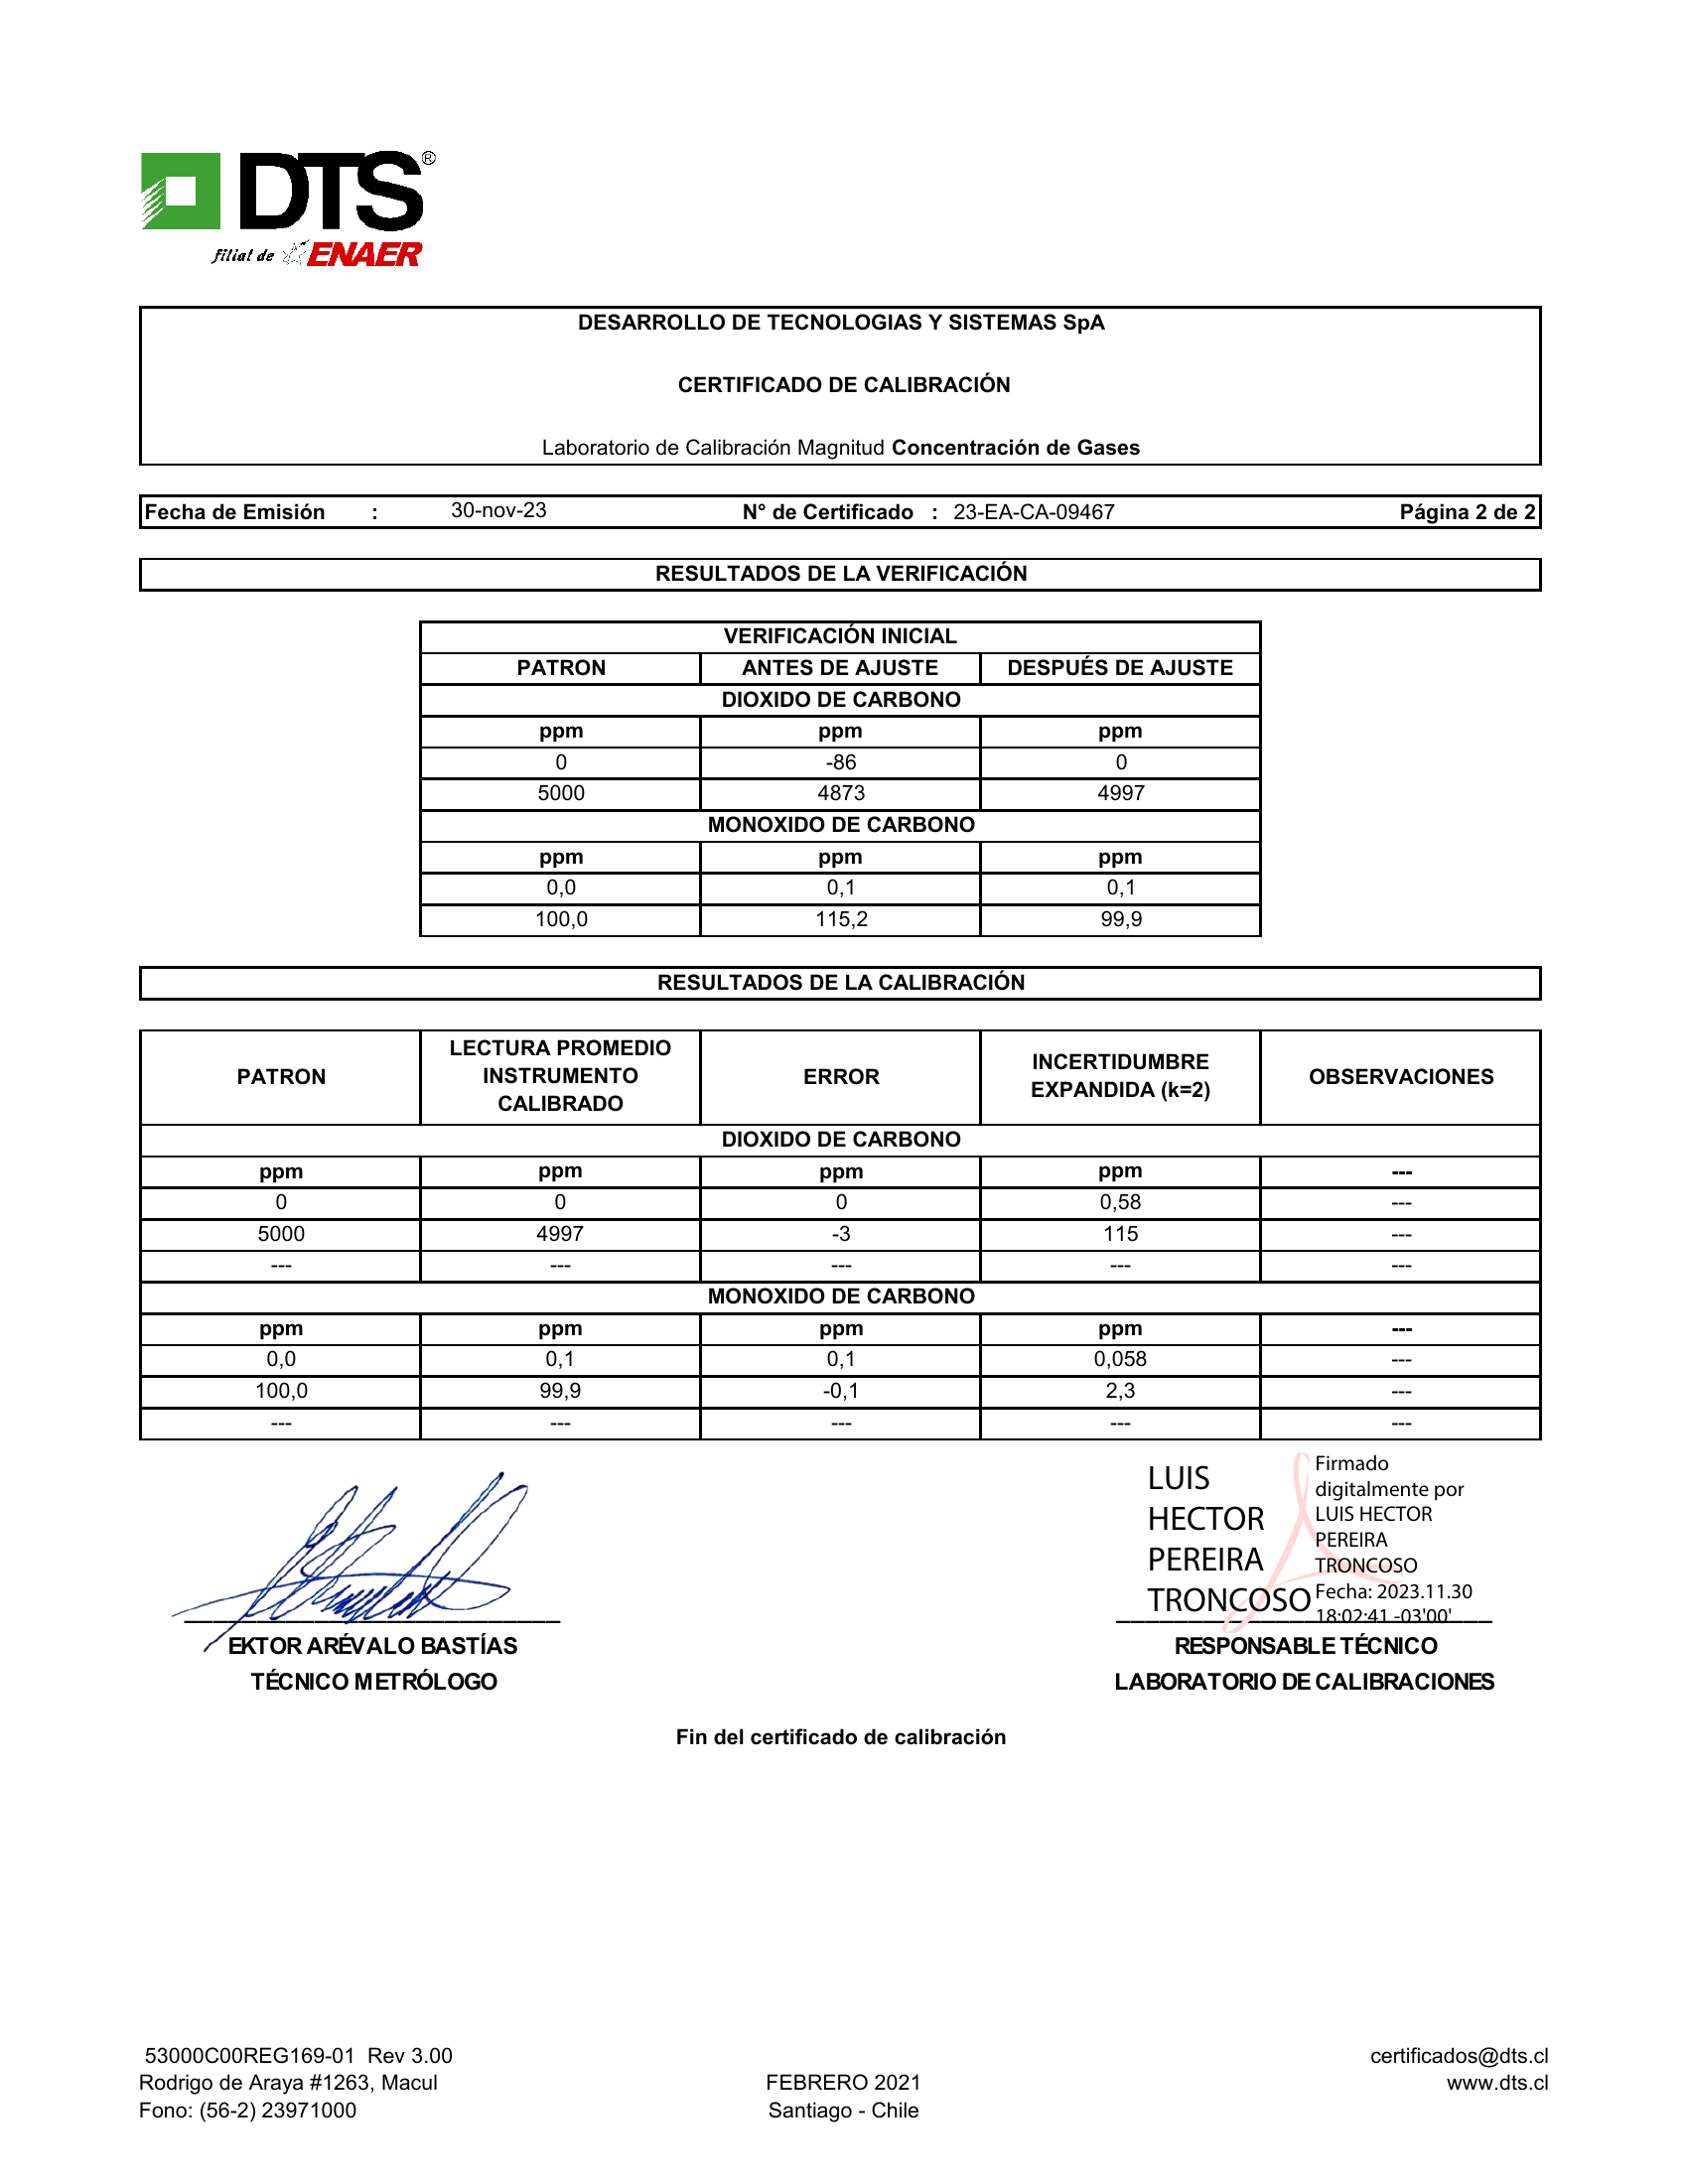 DTS®
filial de ENAER
DESARROLLO DE TECNOLOGIAS Y SISTEMAS SpA
CERTIFICADO DE CALIBRACIÓN
Laboratorio de Calibración Magnitud Concentración de Gases
Fecha de Emisión : 30-nov-23 N° de Certificado : 23-EA-CA-09467 Página 2 de 2
RESULTADOS DE LA VERIFICACIÓN
VERIFICACIÓN INICIAL
PATRON ANTES DE AJUSTE DESPUÉS DE AJUSTE
DIOXIDO DE CARBONO
ppm ppm ppm
0 -86 0
5000 4873 4997
MONOXIDO DE CARBONO
ppm ppm ppm
0,0 0,1 0,1
100,0 115,2 99,9
RESULTADOS DE LA CALIBRACIÓN
PATRON LECTURA PROMEDIO INSTRUMENTO CALIBRADO ERROR INCERTIDUMBRE EXPANDIDA (k=2) OBSERVACIONES
DIOXIDO DE CARBONO
ppm ppm ppm ppm ---
0 0 0 0,58 ---
5000 4997 -3 115 ---
--- --- --- --- ---
MONOXIDO DE CARBONO
ppm ppm ppm ppm ---
0,0 0,1 0,1 0,058 ---
100,0 99,9 -0,1 2,3 ---
--- --- --- --- ---
LUIS
HECTOR
PEREIRA
TRONCOSO
Firmado
digitalmente por
LUIS HECTOR
PEREIRA
TRONCOSO
Fecha: 2023.11.30
18:02:41 -03'00'
EKTOR ARÉVALO BASTÍAS
TÉCNICO METRÓLOGO
RESPONSABLE TÉCNICO
LABORATORIO DE CALIBRACIONES
Fin del certificado de calibración
53000C00REG169-01 Rev 3.00 certificados@dts.cl
Rodrigo de Araya #1263, Macul FEBRERO 2021 www.dts.cl
Fono: (56-2) 23971000 Santiago - Chile